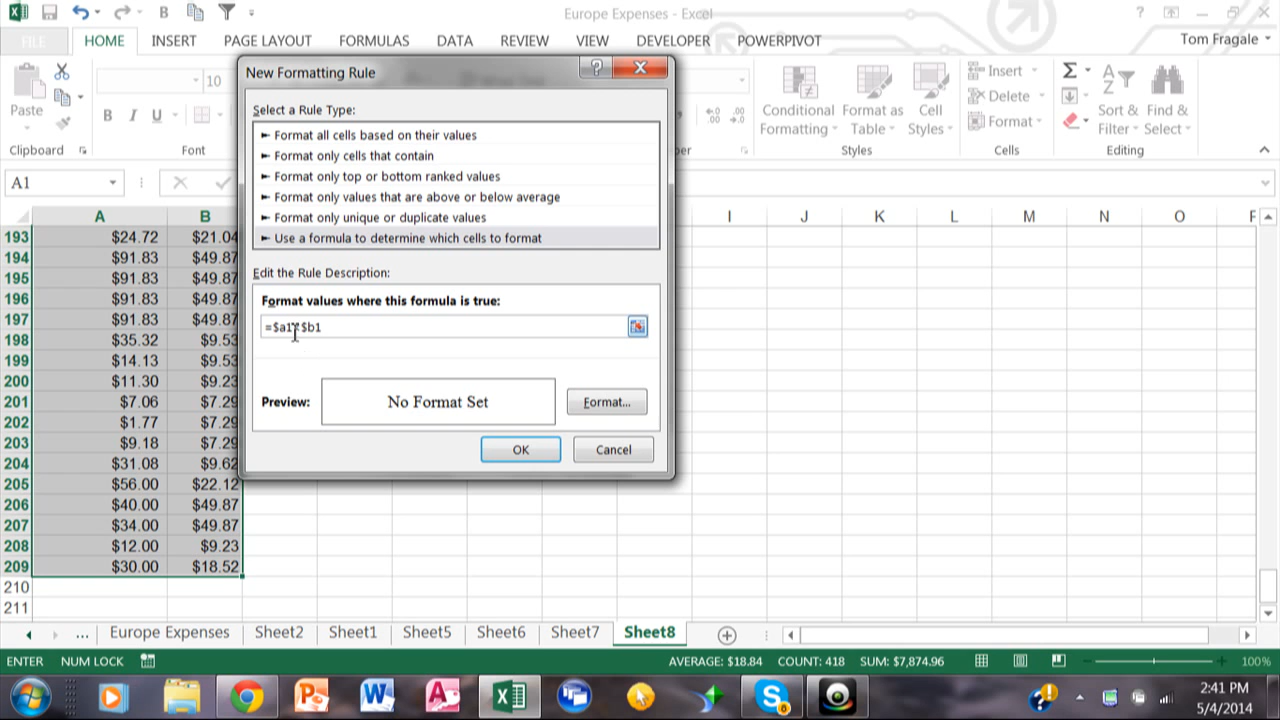 Europe Expenses - Excel
FILE HOME INSERT PAGE LAYOUT FORMULAS DATA REVIEW VIEW DEVELOPER POWERPIVOT Tom Fragale
Paste
10
B I U
Clipboard
Font
Conditional Formatting
Format as Table
Cell Styles
Styles
Insert
Delete
Format
Cells
Sort & Filter
Find & Select
Editing
New Formatting Rule
Select a Rule Type:
► Format all cells based on their values
► Format only cells that contain
► Format only top or bottom ranked values
► Format only values that are above or below average
► Format only unique or duplicate values
► Use a formula to determine which cells to format
Edit the Rule Description:
Format values where this formula is true:
Preview:
No Format Set
Format...
OK
Cancel
A1
A B I J K L M N O
193 $24.72 $21.04
194 $91.83 $49.87
195 $91.83 $49.87
196 $91.83 $49.87
197 $91.83 $49.87
198 $35.32 $9.53
199 $14.13 $9.53
200 $11.30 $9.23
201 $7.06 $7.29
202 $1.77 $7.29
203 $9.18 $7.29
204 $31.08 $9.62
205 $56.00 $22.12
206 $40.00 $49.87
207 $34.00 $49.87
208 $12.00 $9.23
209 $30.00 $18.52
210
211
... Europe Expenses Sheet2 Sheet1 Sheet5 Sheet6 Sheet7 Sheet8
ENTER NUM LOCK AVERAGE: $18.84 COUNT: 418 SUM: $7,874.96 100%
2:41 PM
5/4/2014